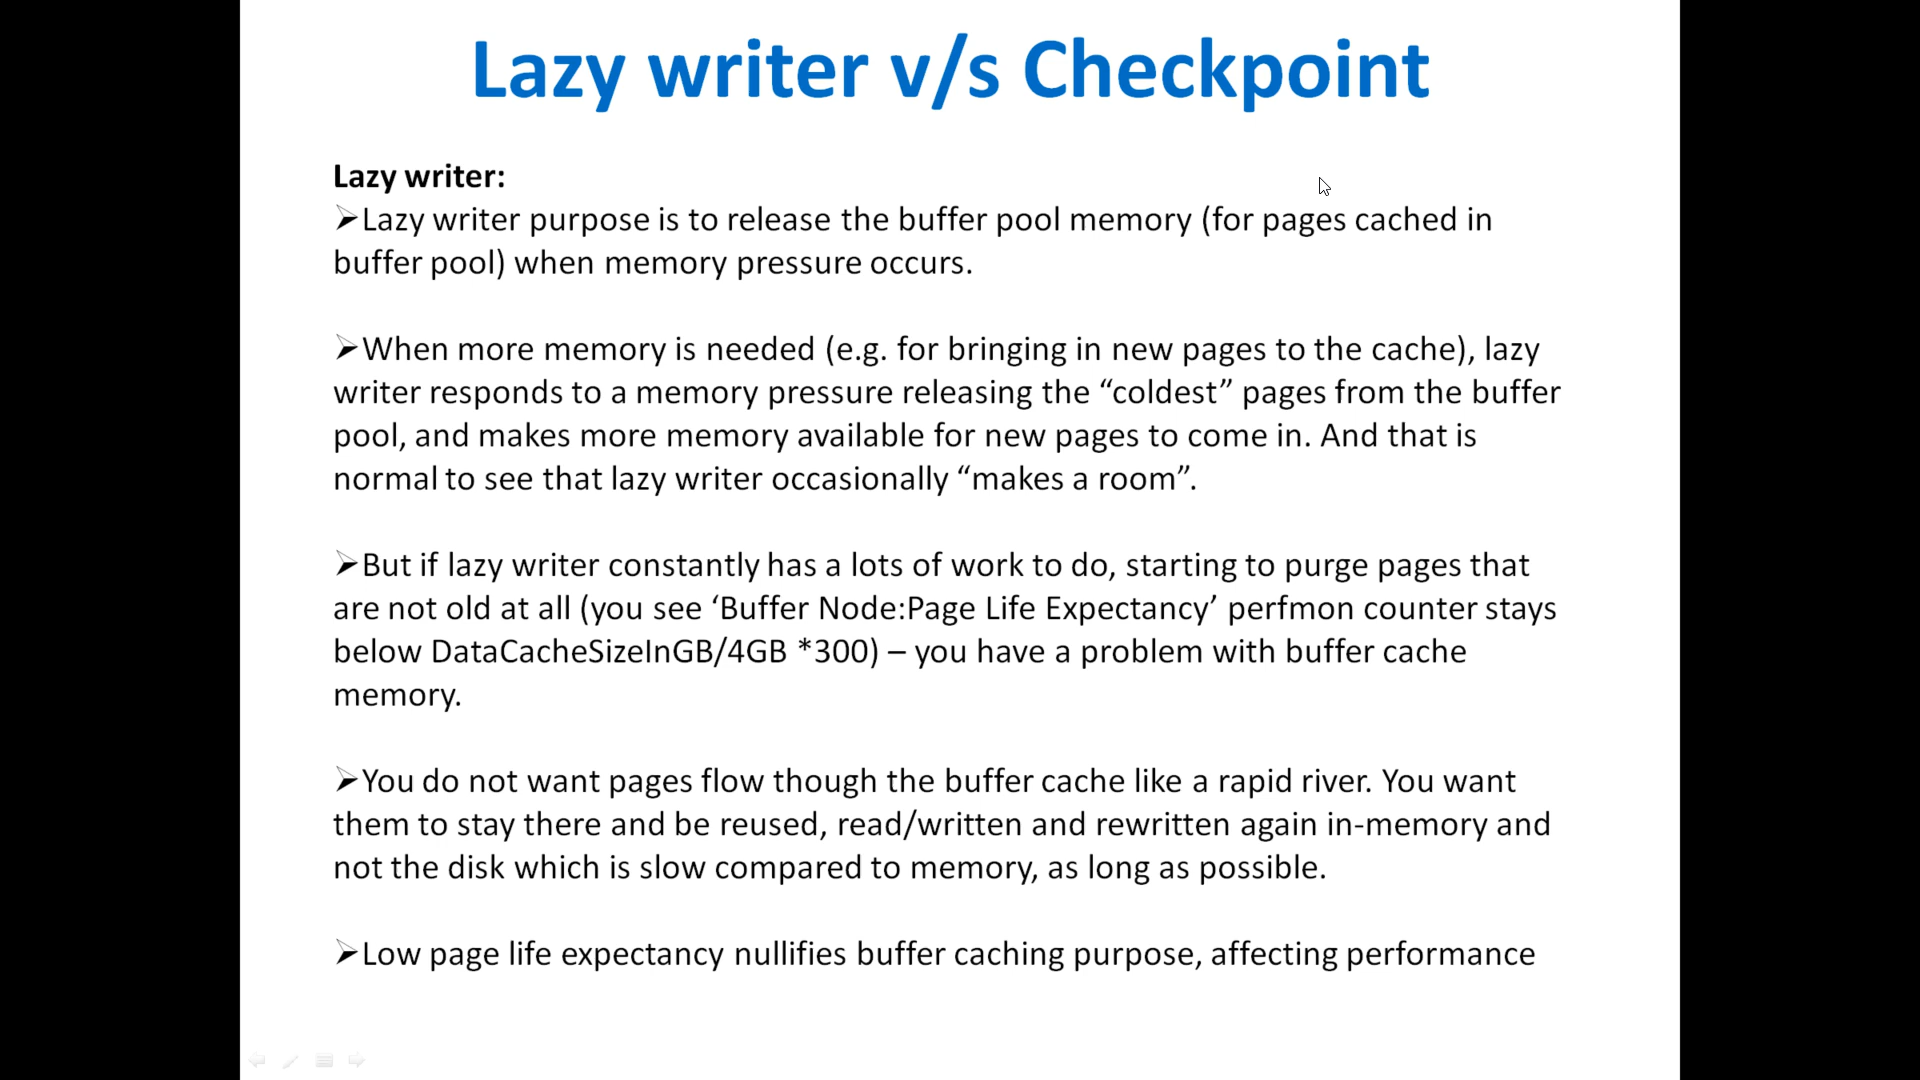 Lazy writer v/s Checkpoint
Lazy writer:
➢Lazy writer purpose is to release the buffer pool memory (for pages cached in
buffer pool) when memory pressure occurs.
➢When more memory is needed (e.g. for bringing in new pages to the cache), lazy
writer responds to a memory pressure releasing the “coldest” pages from the buffer
pool, and makes more memory available for new pages to come in. And that is
normal to see that lazy writer occasionally “makes a room”.
➢But if lazy writer constantly has a lots of work to do, starting to purge pages that
are not old at all (you see ‘Buffer Node:Page Life Expectancy’ perfmon counter stays
below DataCacheSizeInGB/4GB *300) – you have a problem with buffer cache
memory.
➢You do not want pages flow though the buffer cache like a rapid river. You want
them to stay there and be reused, read/written and rewritten again in-memory and
not the disk which is slow compared to memory, as long as possible.
➢Low page life expectancy nullifies buffer caching purpose, affecting performance